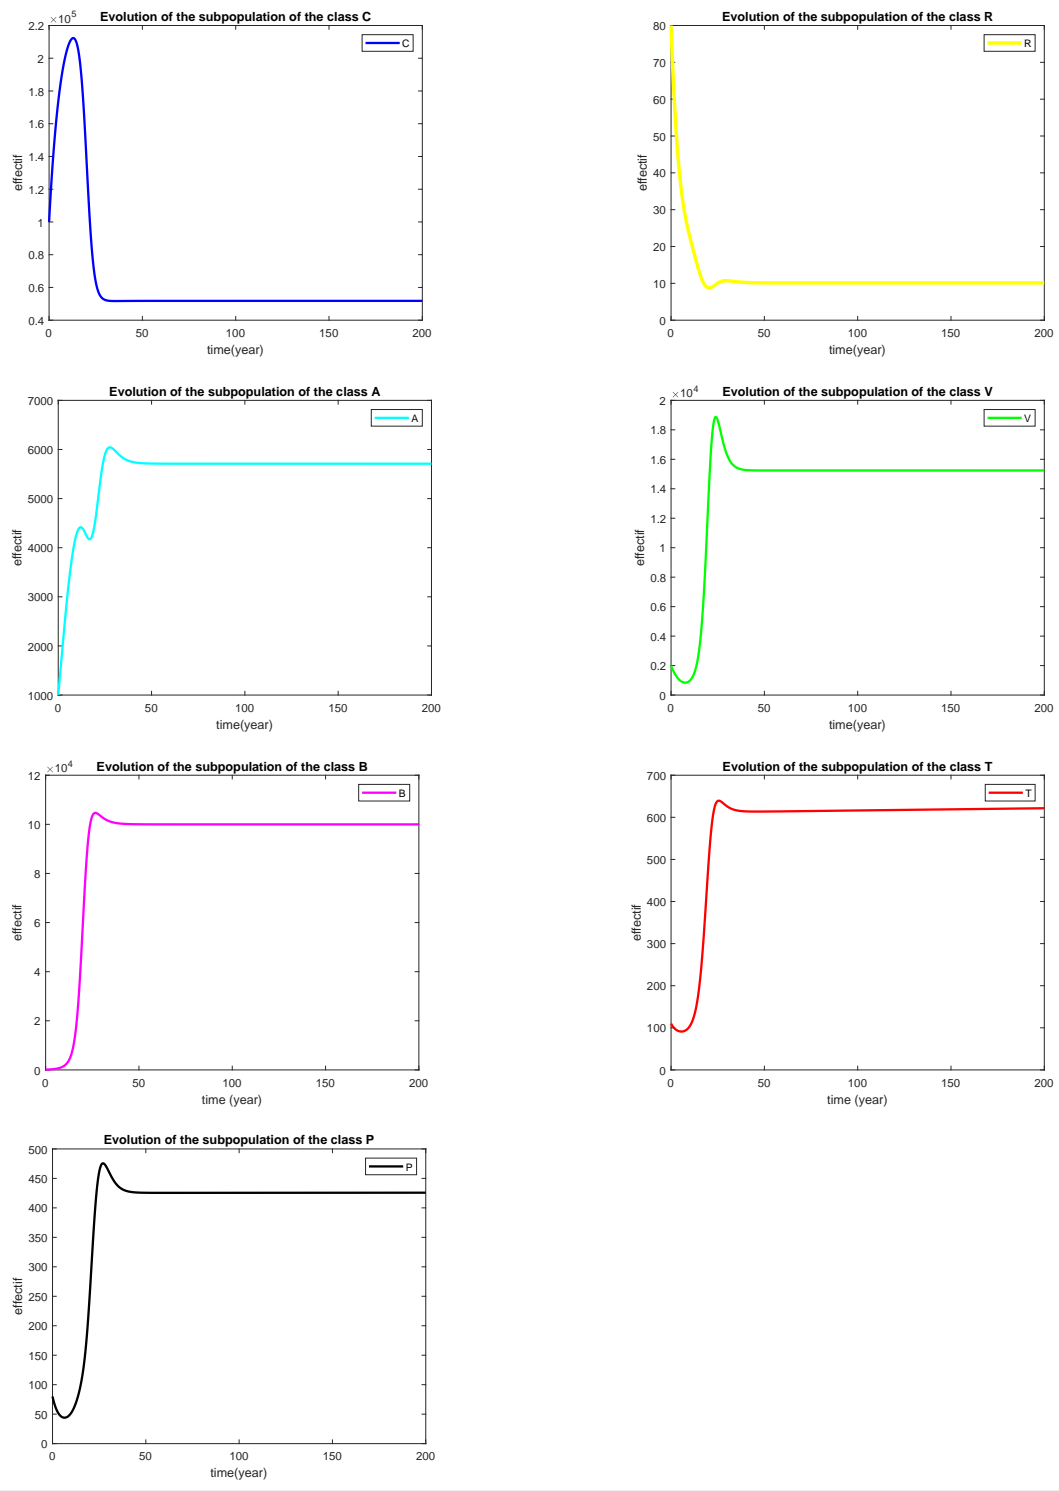 Evolution of the subpopulation of the class C
×10⁵
2.2
2
1.8
1.6
1.4
1.2
1
0.8
0.6
0.4
effectif
C
0 50 100 150 200
time(year)
Evolution of the subpopulation of the class R
80
70
60
50
40
30
20
10
0
effectif
R
0 50 100 150 200
time(year)
Evolution of the subpopulation of the class A
7000
6000
5000
4000
3000
2000
1000
effectif
A
0 50 100 150 200
time(year)
Evolution of the subpopulation of the class V
×10⁴
2
1.8
1.6
1.4
1.2
1
0.8
0.6
0.4
0.2
0
effectif
V
0 50 100 150 200
time(year)
Evolution of the subpopulation of the class B
×10⁴
12
10
8
6
4
2
0
effectif
B
0 50 100 150 200
time (year)
Evolution of the subpopulation of the class T
700
600
500
400
300
200
100
0
effectif
T
0 50 100 150 200
time (year)
Evolution of the subpopulation of the class P
500
450
400
350
300
250
200
150
100
50
0
effectif
P
0 50 100 150 200
time(year)